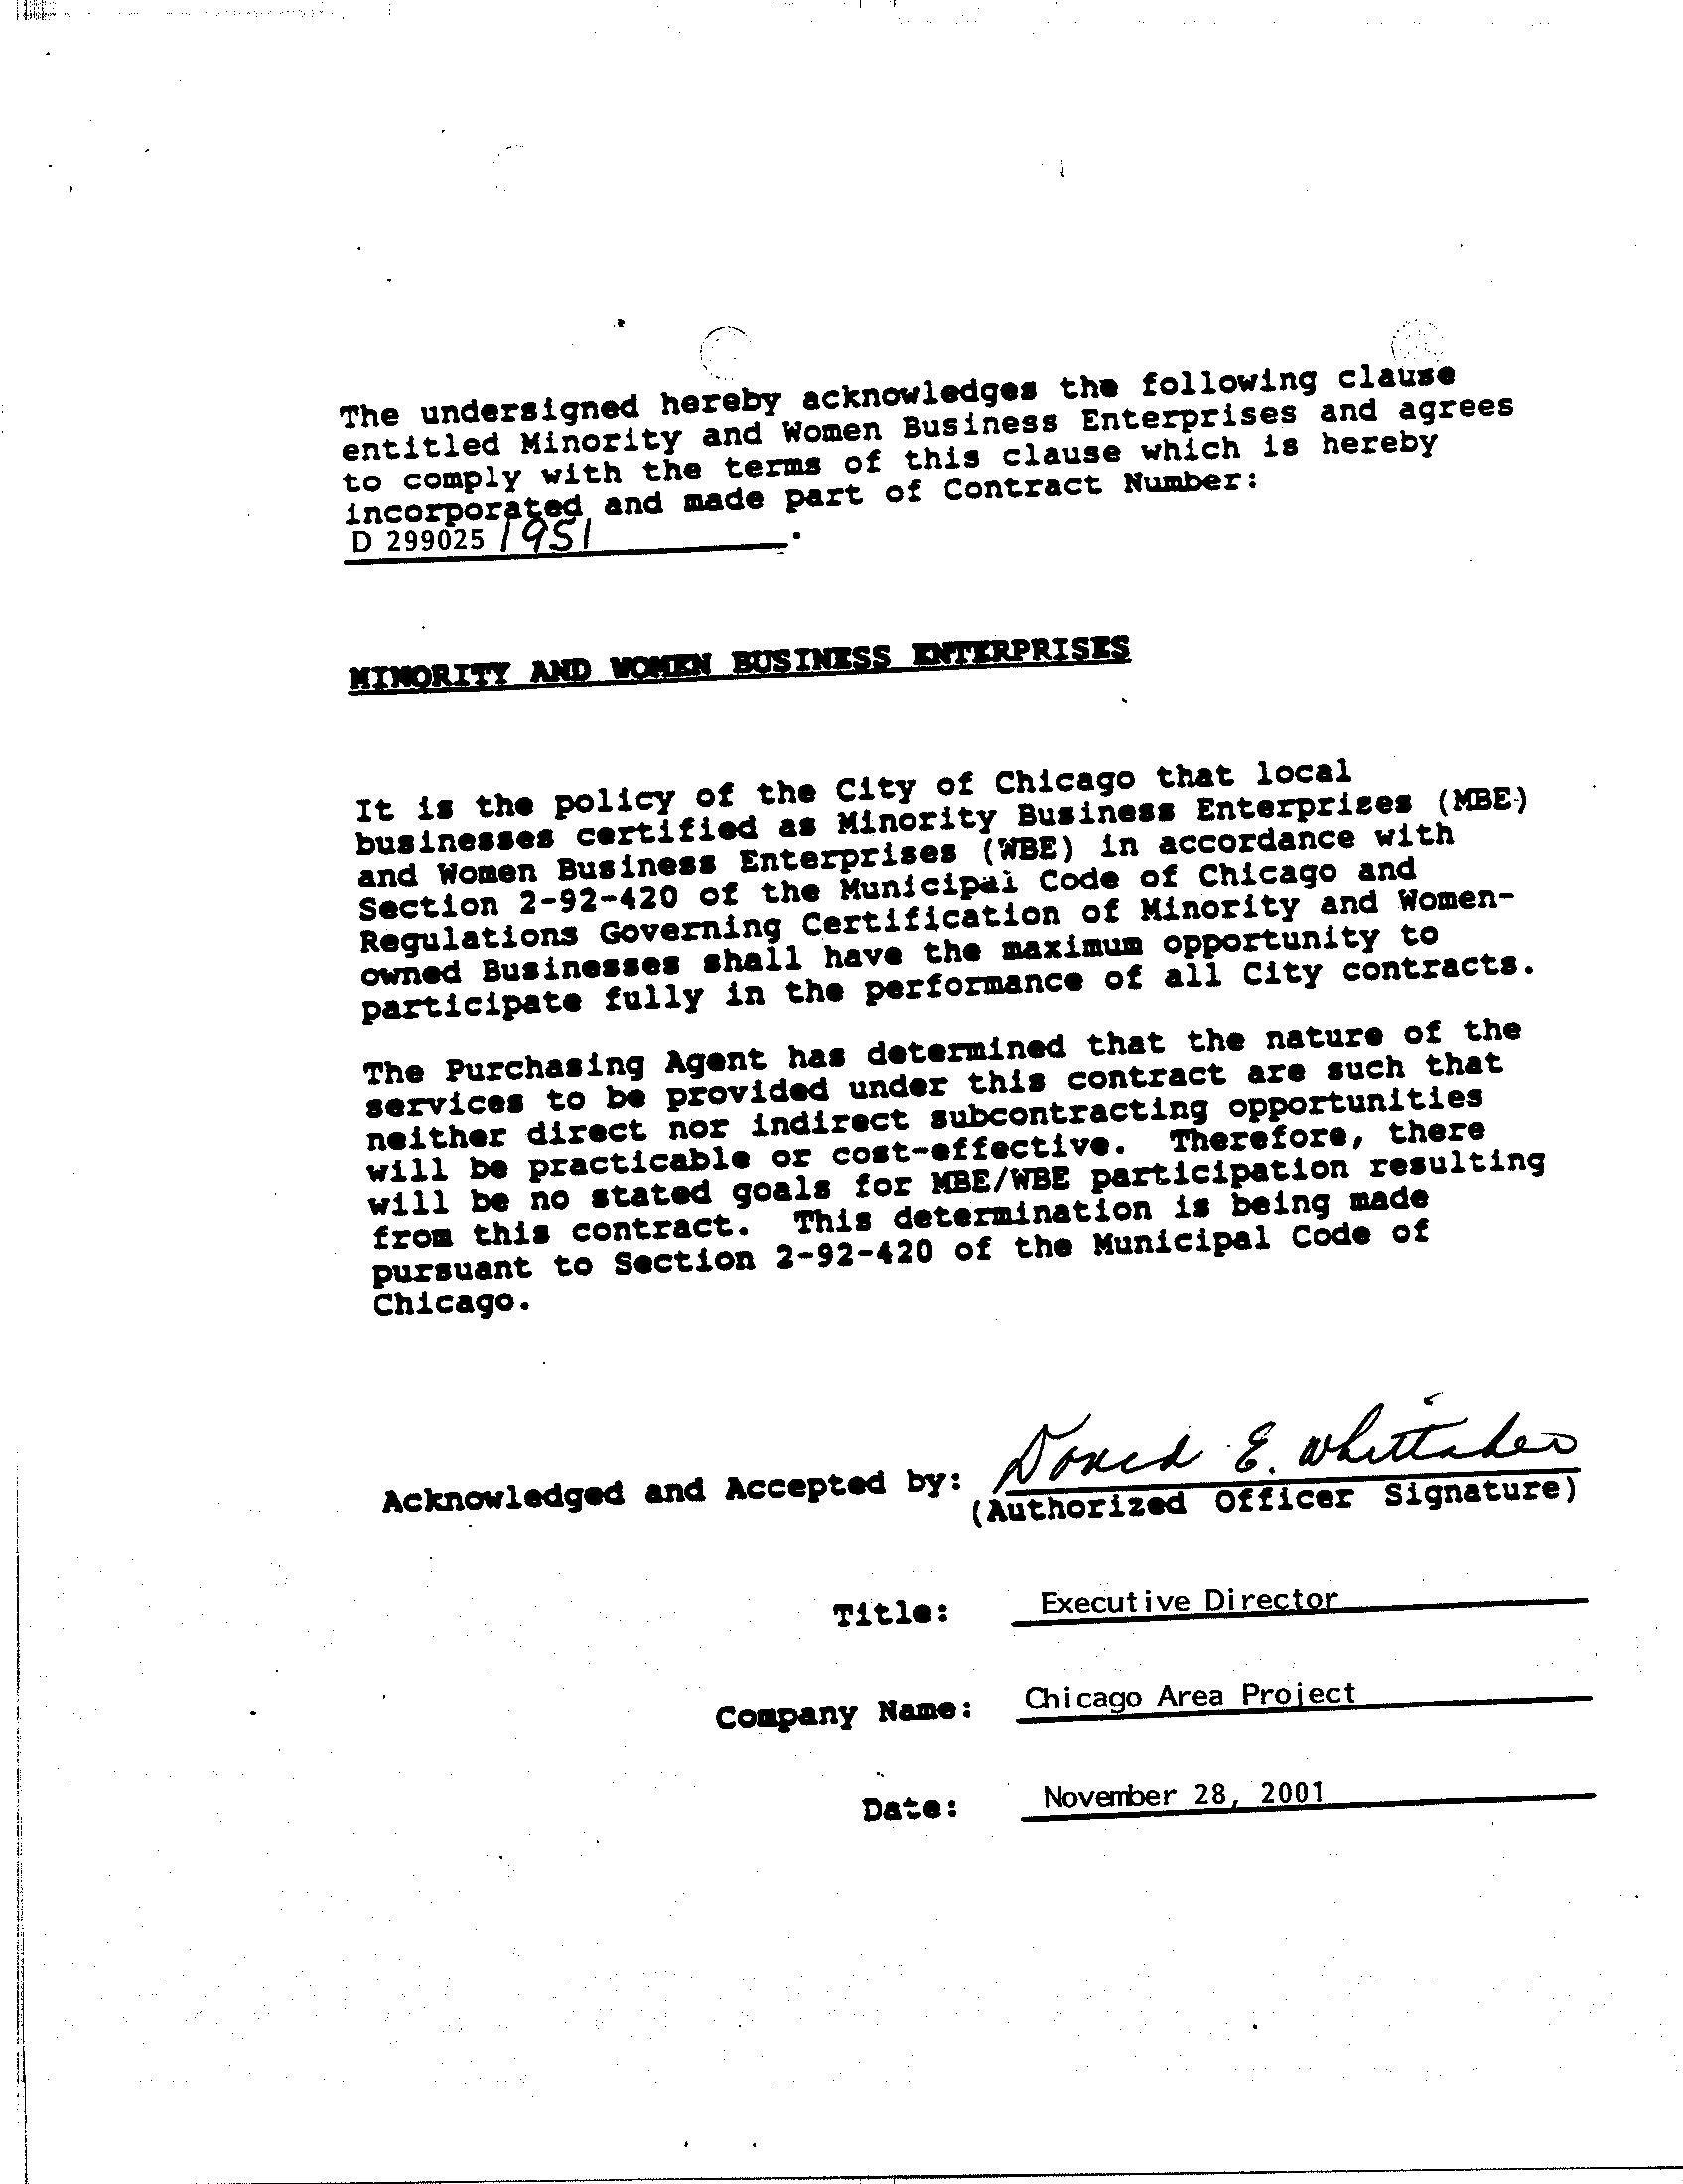 The undersigned hereby acknowledges the following clause
entitled Minority and Women Business Enterprises and agrees
to comply with the terms of this clause which is hereby
incorporated and made part of Contract Number:
D 299025 1951 .
MINORITY AND WOMEN BUSINESS ENTERPRISES
It is the policy of the City of Chicago that local
businesses certified as Minority Business Enterprises (MBE)
and Women Business Enterprises (WBE) in accordance with
Section 2-92-420 of the Municipal Code of Chicago and
Regulations Governing Certification of Minority and Women-
owned Businesses shall have the maximum opportunity to
participate fully in the performance of all City contracts.
The Purchasing Agent has determined that the nature of the
services to be provided under this contract are such that
neither direct nor indirect subcontracting opportunities
will be practicable or cost-effective. Therefore, there
will be no stated goals for MBE/WBE participation resulting
from this contract. This determination is being made
pursuant to Section 2-92-420 of the Municipal Code of
Chicago.
Acknowledged and Accepted by: David E. Whittaker
(Authorized Officer Signature)
Title: Executive Director
Company Name: Chicago Area Project
Date: November 28, 2001